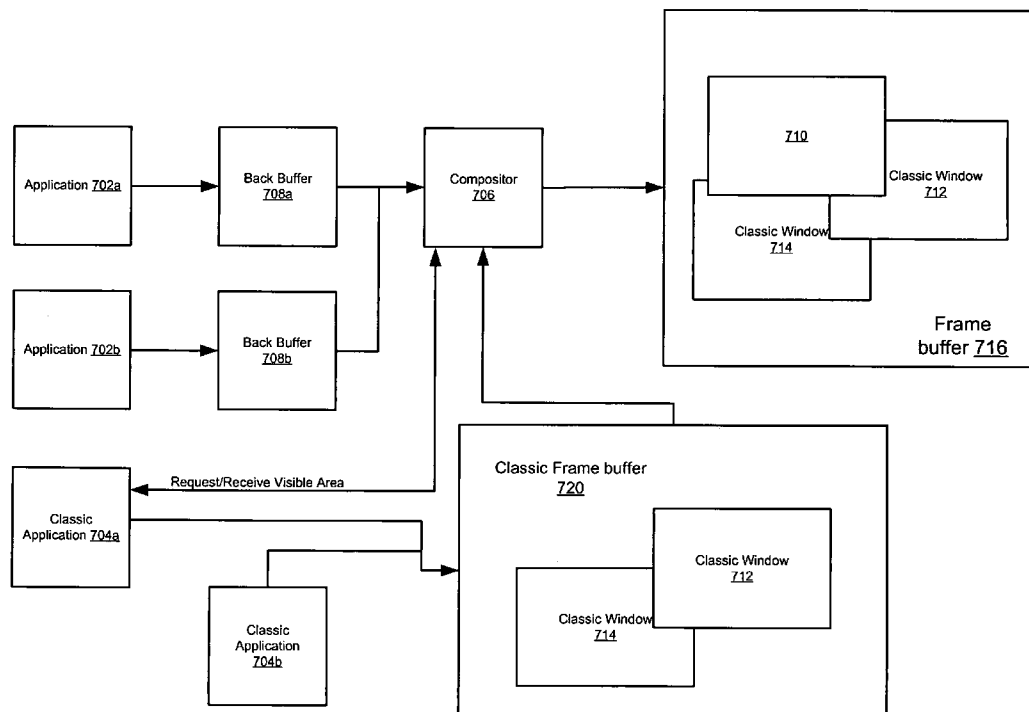 710
Application 702a
Back Buffer
708a
Compositor
706
Classic Window
712
Classic Window
714
Application 702b
Back Buffer
708b
Frame
buffer 716
Request/Receive Visible Area
Classic Frame buffer
720
Classic
Application 704a
Classic Window
712
Classic Window
714
Classic
Application
704b